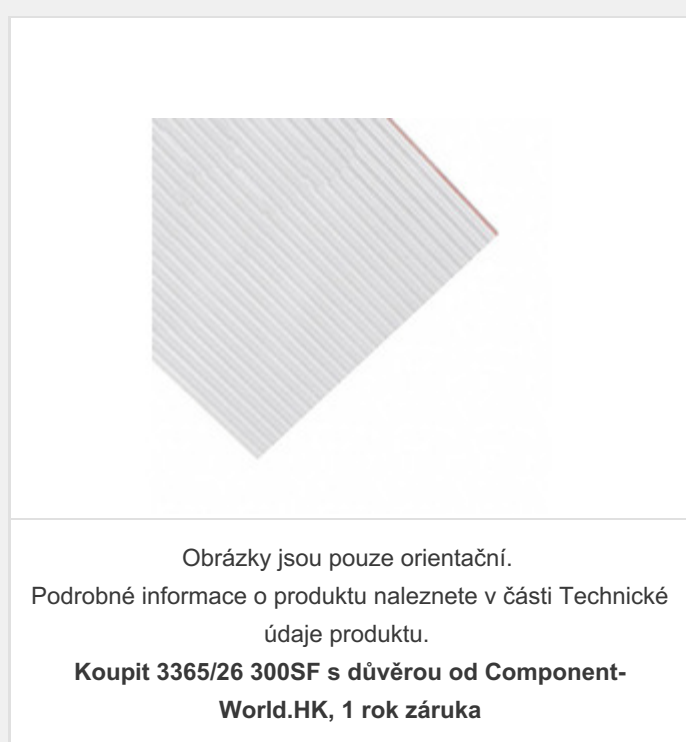 Obrázky jsou pouze orientační.
Podrobné informace o produktu naleznete v části Technické
údaje produktu.
Koupit 3365/26 300SF s důvěrou od Component-
World.HK, 1 rok záruka